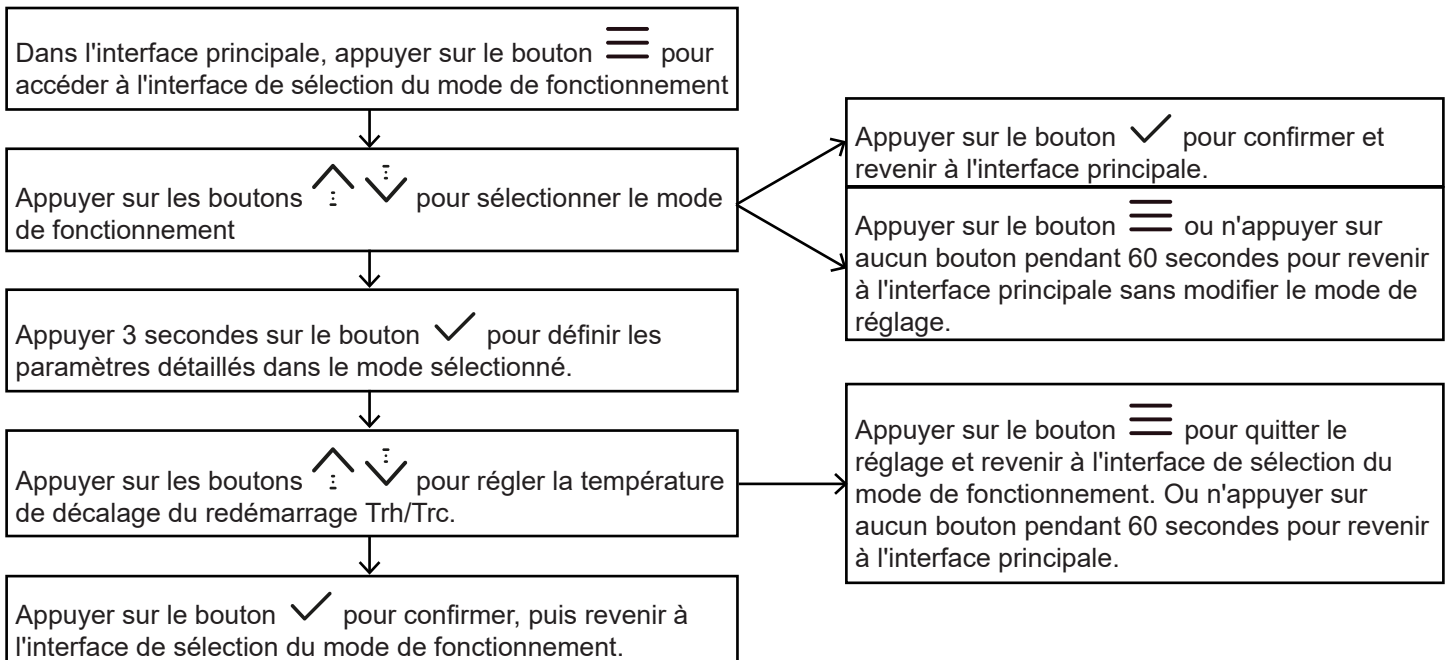 Dans l'interface principale, appuyer sur le bouton ☰ pour
accéder à l'interface de sélection du mode de fonctionnement
Appuyer sur les boutons pour sélectionner le mode
de fonctionnement
Appuyer sur le bouton ✓ pour confirmer et
revenir à l'interface principale.
Appuyer sur le bouton ☰ ou n'appuyer sur
aucun bouton pendant 60 secondes pour revenir
à l'interface principale sans modifier le mode de
réglage.
Appuyer 3 secondes sur le bouton ✓ pour définir les
paramètres détaillés dans le mode sélectionné.
Appuyer sur les boutons pour régler la température
de décalage du redémarrage Trh/Trc.
Appuyer sur le bouton ☰ pour quitter le
réglage et revenir à l'interface de sélection du
mode de fonctionnement. Ou n'appuyer sur
aucun bouton pendant 60 secondes pour revenir
à l'interface principale.
Appuyer sur le bouton ✓ pour confirmer, puis revenir à
l'interface de sélection du mode de fonctionnement.